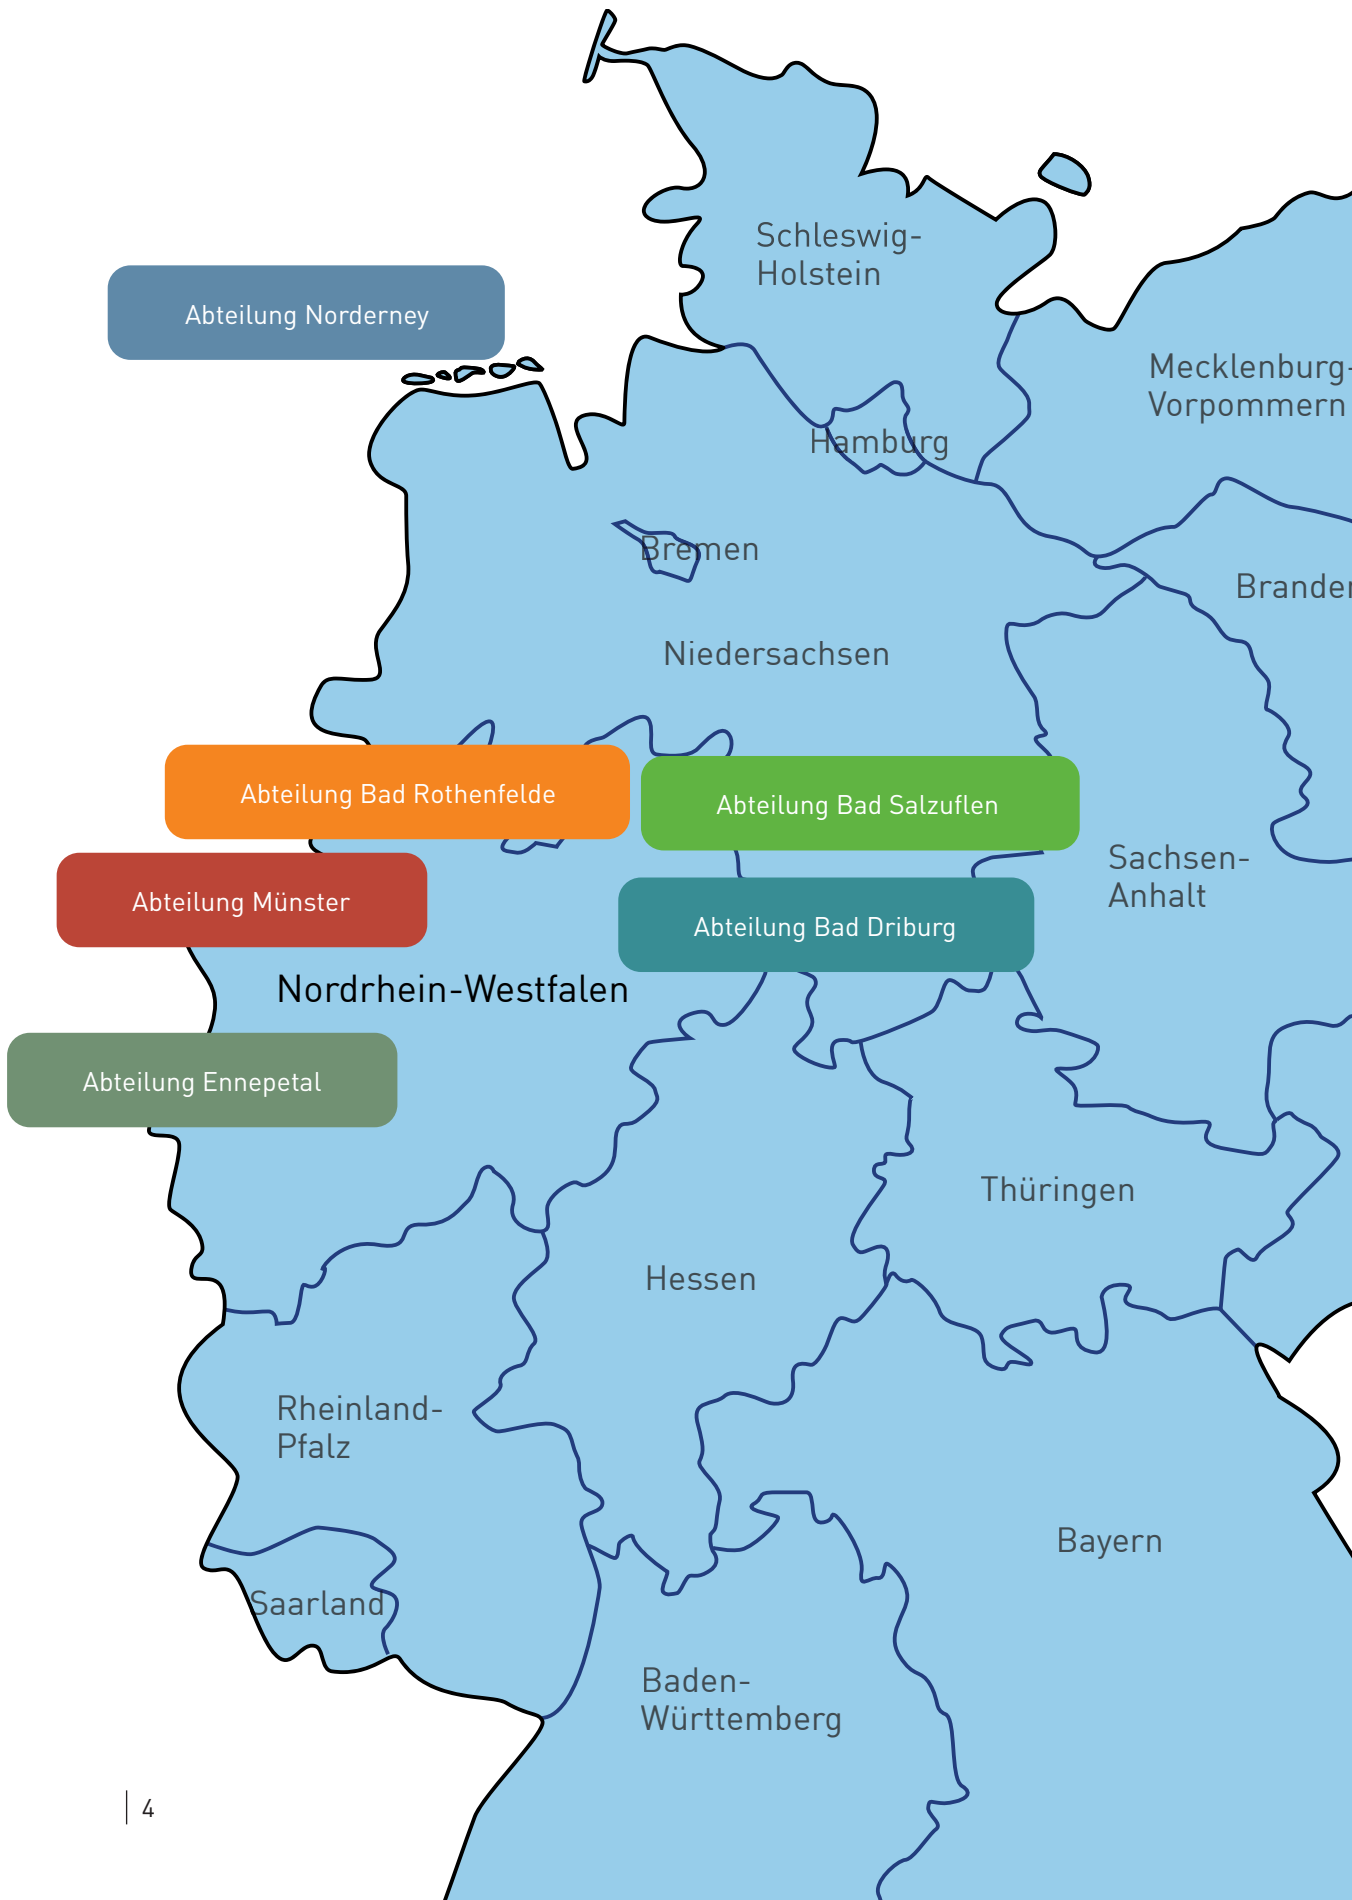 Schleswig-
Holstein
Abteilung Norderney
Mecklenburg-
Vorpommern
Hamburg
Bremen
Brander
Niedersachsen
Abteilung Bad Rothenfelde
Abteilung Bad Salzuflen
Sachsen-
Anhalt
Abteilung Münster
Abteilung Bad Driburg
Nordrhein-Westfalen
Abteilung Ennepetal
Thüringen
Hessen
Rheinland-
Pfalz
Bayern
Saarland
Baden-
Württemberg
4